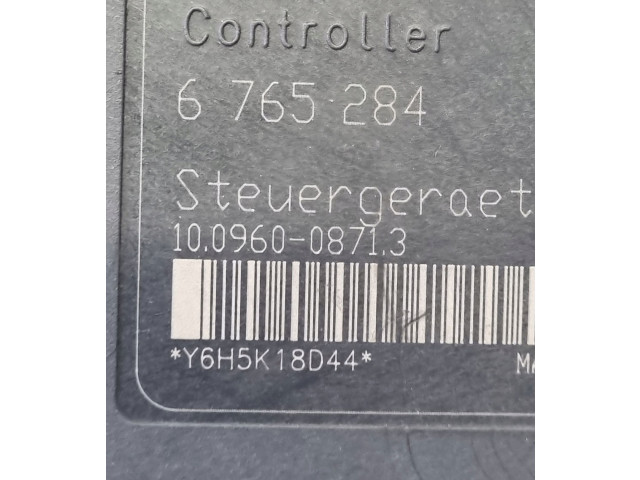 Controller
6 765 284
Steuergeraet
10.0960-0871.3
*Y6H5K18D44*